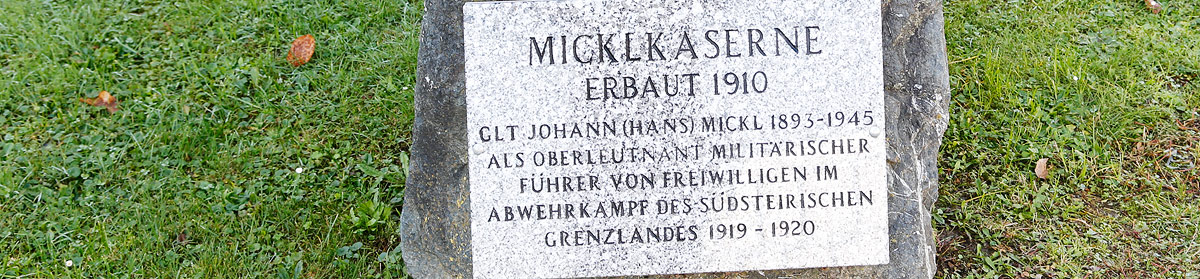 MICKLKASERNE
ERBAUT 1910
GLT JOHANN (HANS) MICKL 1893-1945
ALS OBERLEUTNANT MILITÄRISCHER
FÜHRER VON FREIWILLIGEN IM
ABWEHRKAMPF DES SÜDSTEIRISCHEN
GRENZLANDES 1919 - 1920